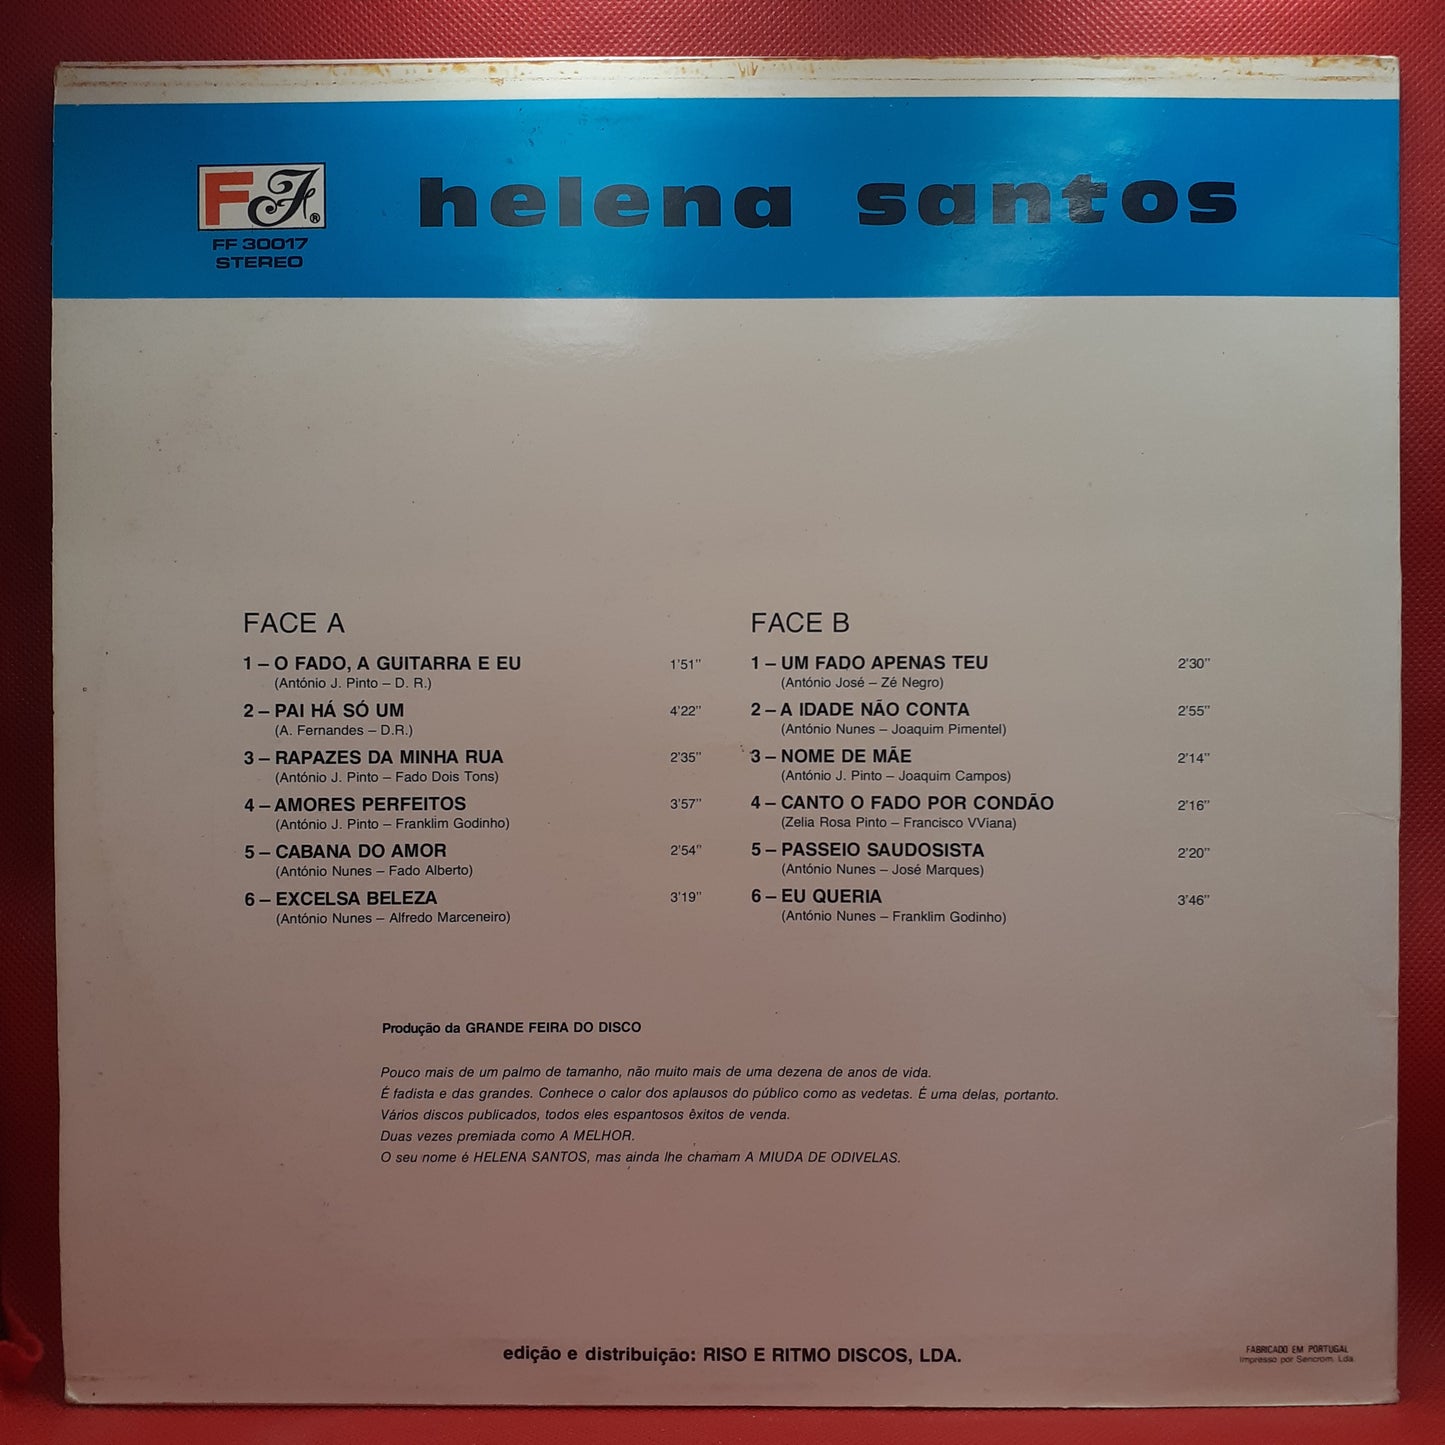 FF®
FF 30017
STEREO
helena santos
FACE A
1 – O FADO, A GUITARRA E EU 1'51"
(António J. Pinto – D. R.)
2 – PAI HÁ SÓ UM 4'22"
(A. Fernandes – D.R.)
3 – RAPAZES DA MINHA RUA 2'35"
(António J. Pinto – Fado Dois Tons)
4 – AMORES PERFEITOS 3'57"
(António J. Pinto – Franklim Godinho)
5 – CABANA DO AMOR 2'54"
(António Nunes – Fado Alberto)
6 – EXCELSA BELEZA 3'19"
(António Nunes – Alfredo Marceneiro)
FACE B
1 – UM FADO APENAS TEU 2'30"
(António José – Zé Negro)
2 – A IDADE NÃO CONTA 2'55"
(António Nunes – Joaquim Pimentel)
3 – NOME DE MÃE 2'14"
(António J. Pinto – Joaquim Campos)
4 – CANTO O FADO POR CONDÃO 2'16"
(Zelia Rosa Pinto – Francisco VViana)
5 – PASSEIO SAUDOSISTA 2'20"
(António Nunes – José Marques)
6 – EU QUERIA 3'46"
(António Nunes – Franklim Godinho)
Produção da GRANDE FEIRA DO DISCO
Pouco mais de um palmo de tamanho, não muito mais de uma dezena de anos de vida.
É fadista e das grandes. Conhece o calor dos aplausos do público como as vedetas. É uma delas, portanto.
Vários discos publicados, todos eles espantosos êxitos de venda.
Duas vezes premiada como A MELHOR.
O seu nome é HELENA SANTOS, mas ainda lhe chamam A MIUDA DE ODIVELAS.
edição e distribuição: RISO E RITMO DISCOS, LDA.
FABRICADO EM PORTUGAL
Impresso por Sencrom, Lda